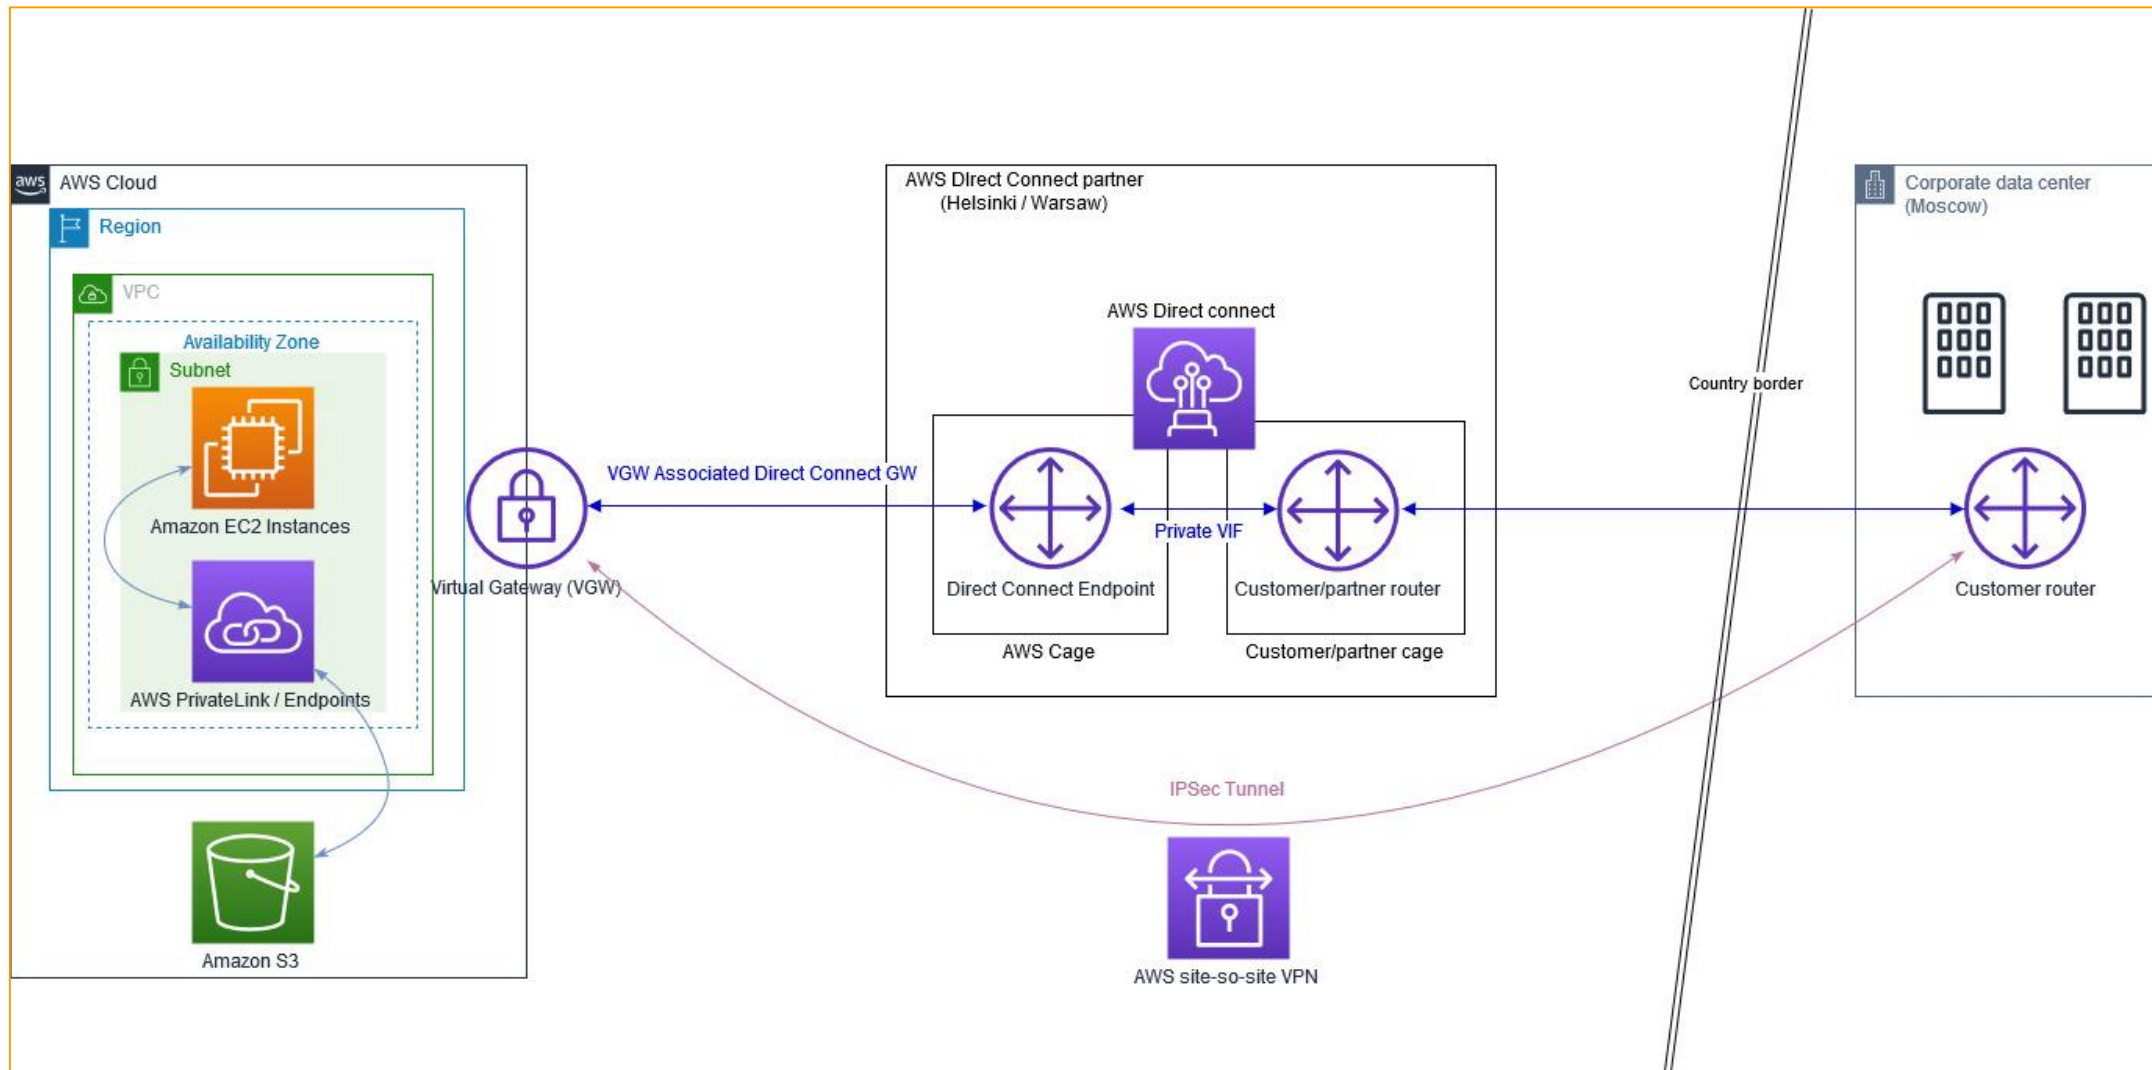 aws
AWS Cloud
Region
VPC
Availability Zone
Subnet
Amazon EC2 Instances
AWS PrivateLink / Endpoints
Amazon S3
Virtual Gateway (VGW)
VGW Associated Direct Connect GW
AWS DIrect Connect partner
(Helsinki / Warsaw)
AWS Direct connect
Direct Connect Endpoint
Private VIF
Customer/partner router
AWS Cage
Customer/partner cage
IPSec Tunnel
AWS site-so-site VPN
Country border
Corporate data center
(Moscow)
Customer router